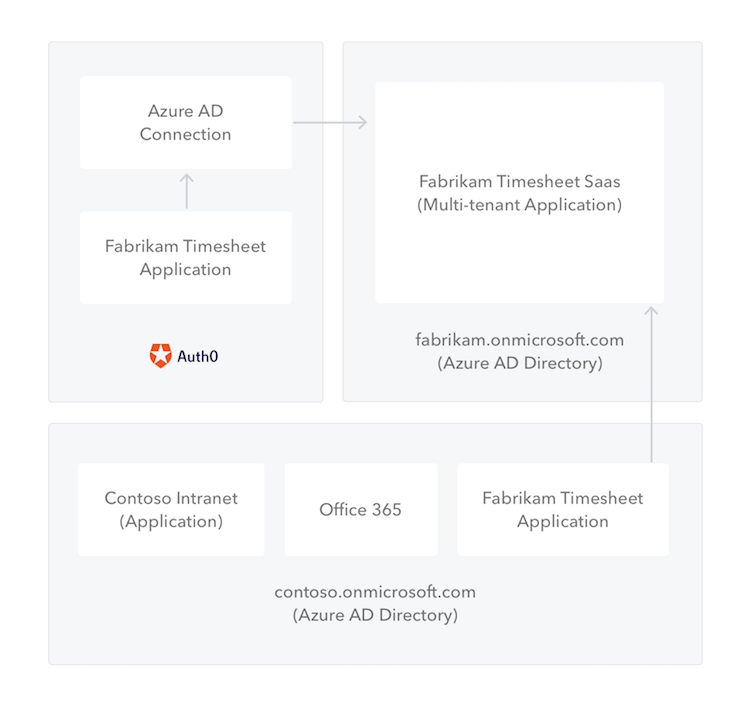 Azure AD
Connection
Fabrikam Timesheet
Application
Auth0
Fabrikam Timesheet Saas
(Multi-tenant Application)
fabrikam.onmicrosoft.com
(Azure AD Directory)
Contoso Intranet
(Application)
Office 365
Fabrikam Timesheet
Application
contoso.onmicrosoft.com
(Azure AD Directory)